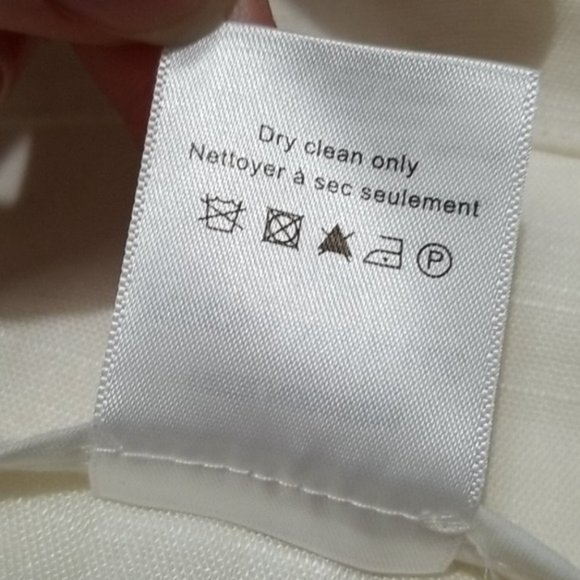 Dry clean only
Nettoyer à sec seulement
P